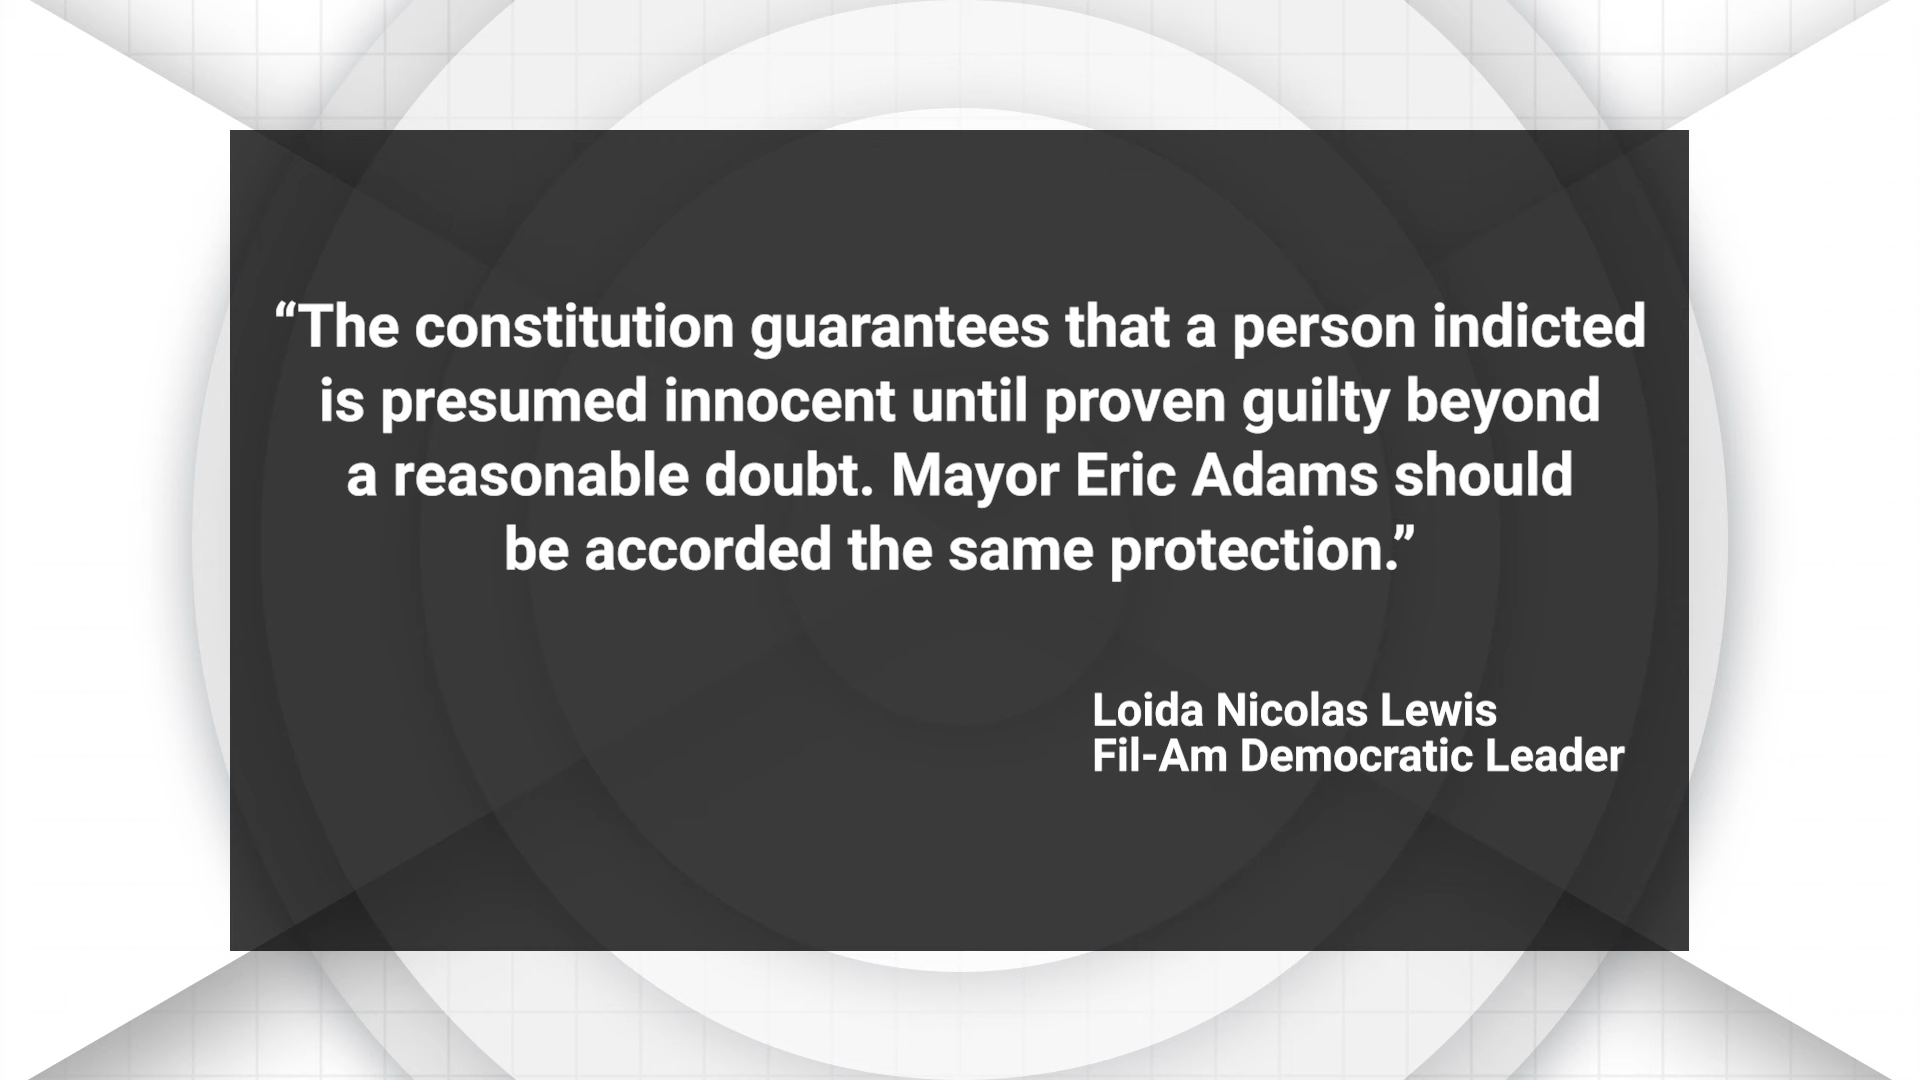 “The constitution guarantees that a person indicted
is presumed innocent until proven guilty beyond
a reasonable doubt. Mayor Eric Adams should
be accorded the same protection.”
Loida Nicolas Lewis
Fil-Am Democratic Leader